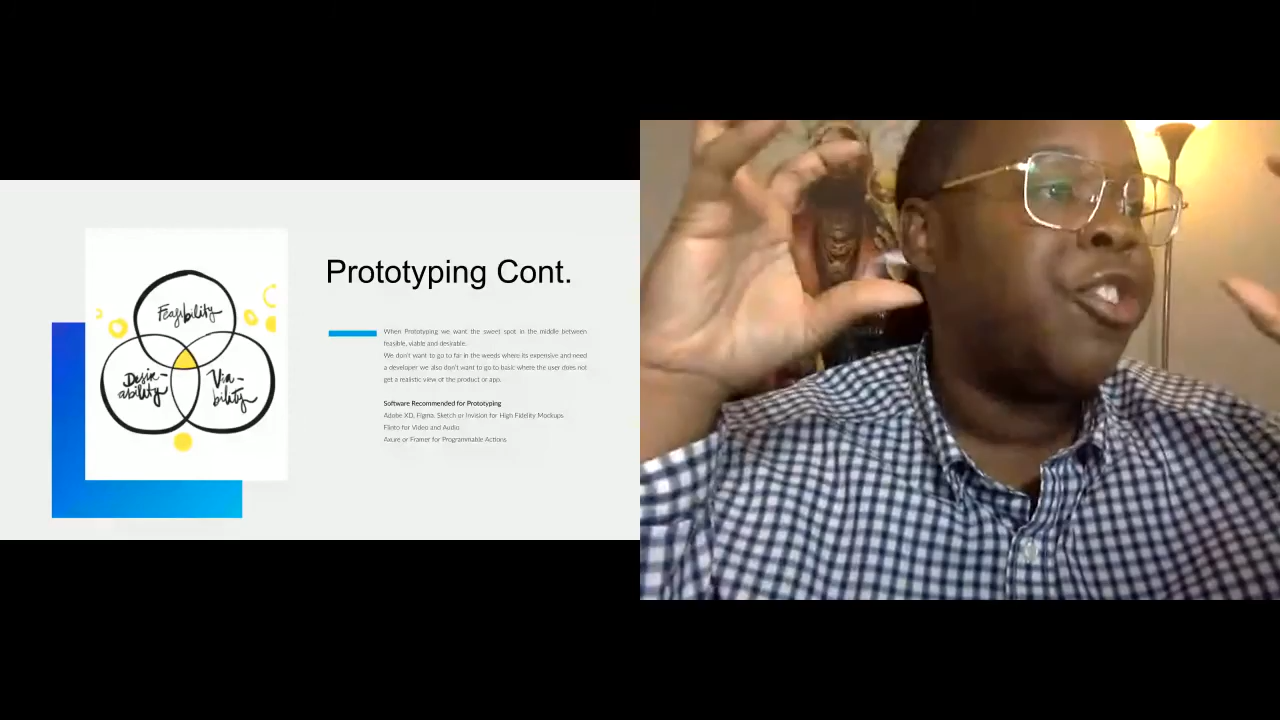 Feasibility
Desir-
ability
Via-
bility
Prototyping Cont.
When Prototyping we want the sweet spot in the middle between
feasible, viable and desirable.
We don't want to go to far in the weeds where its expensive and need
a developer we also don't want to go to basic where the user does not
get a realistic view of the product or app.
Software Recommended for Prototyping
Adobe XD, Figma, Sketch or Invision for High Fidelity Mockups
Flinto for Video and Audio
Axure or Framer for Programmable Actions